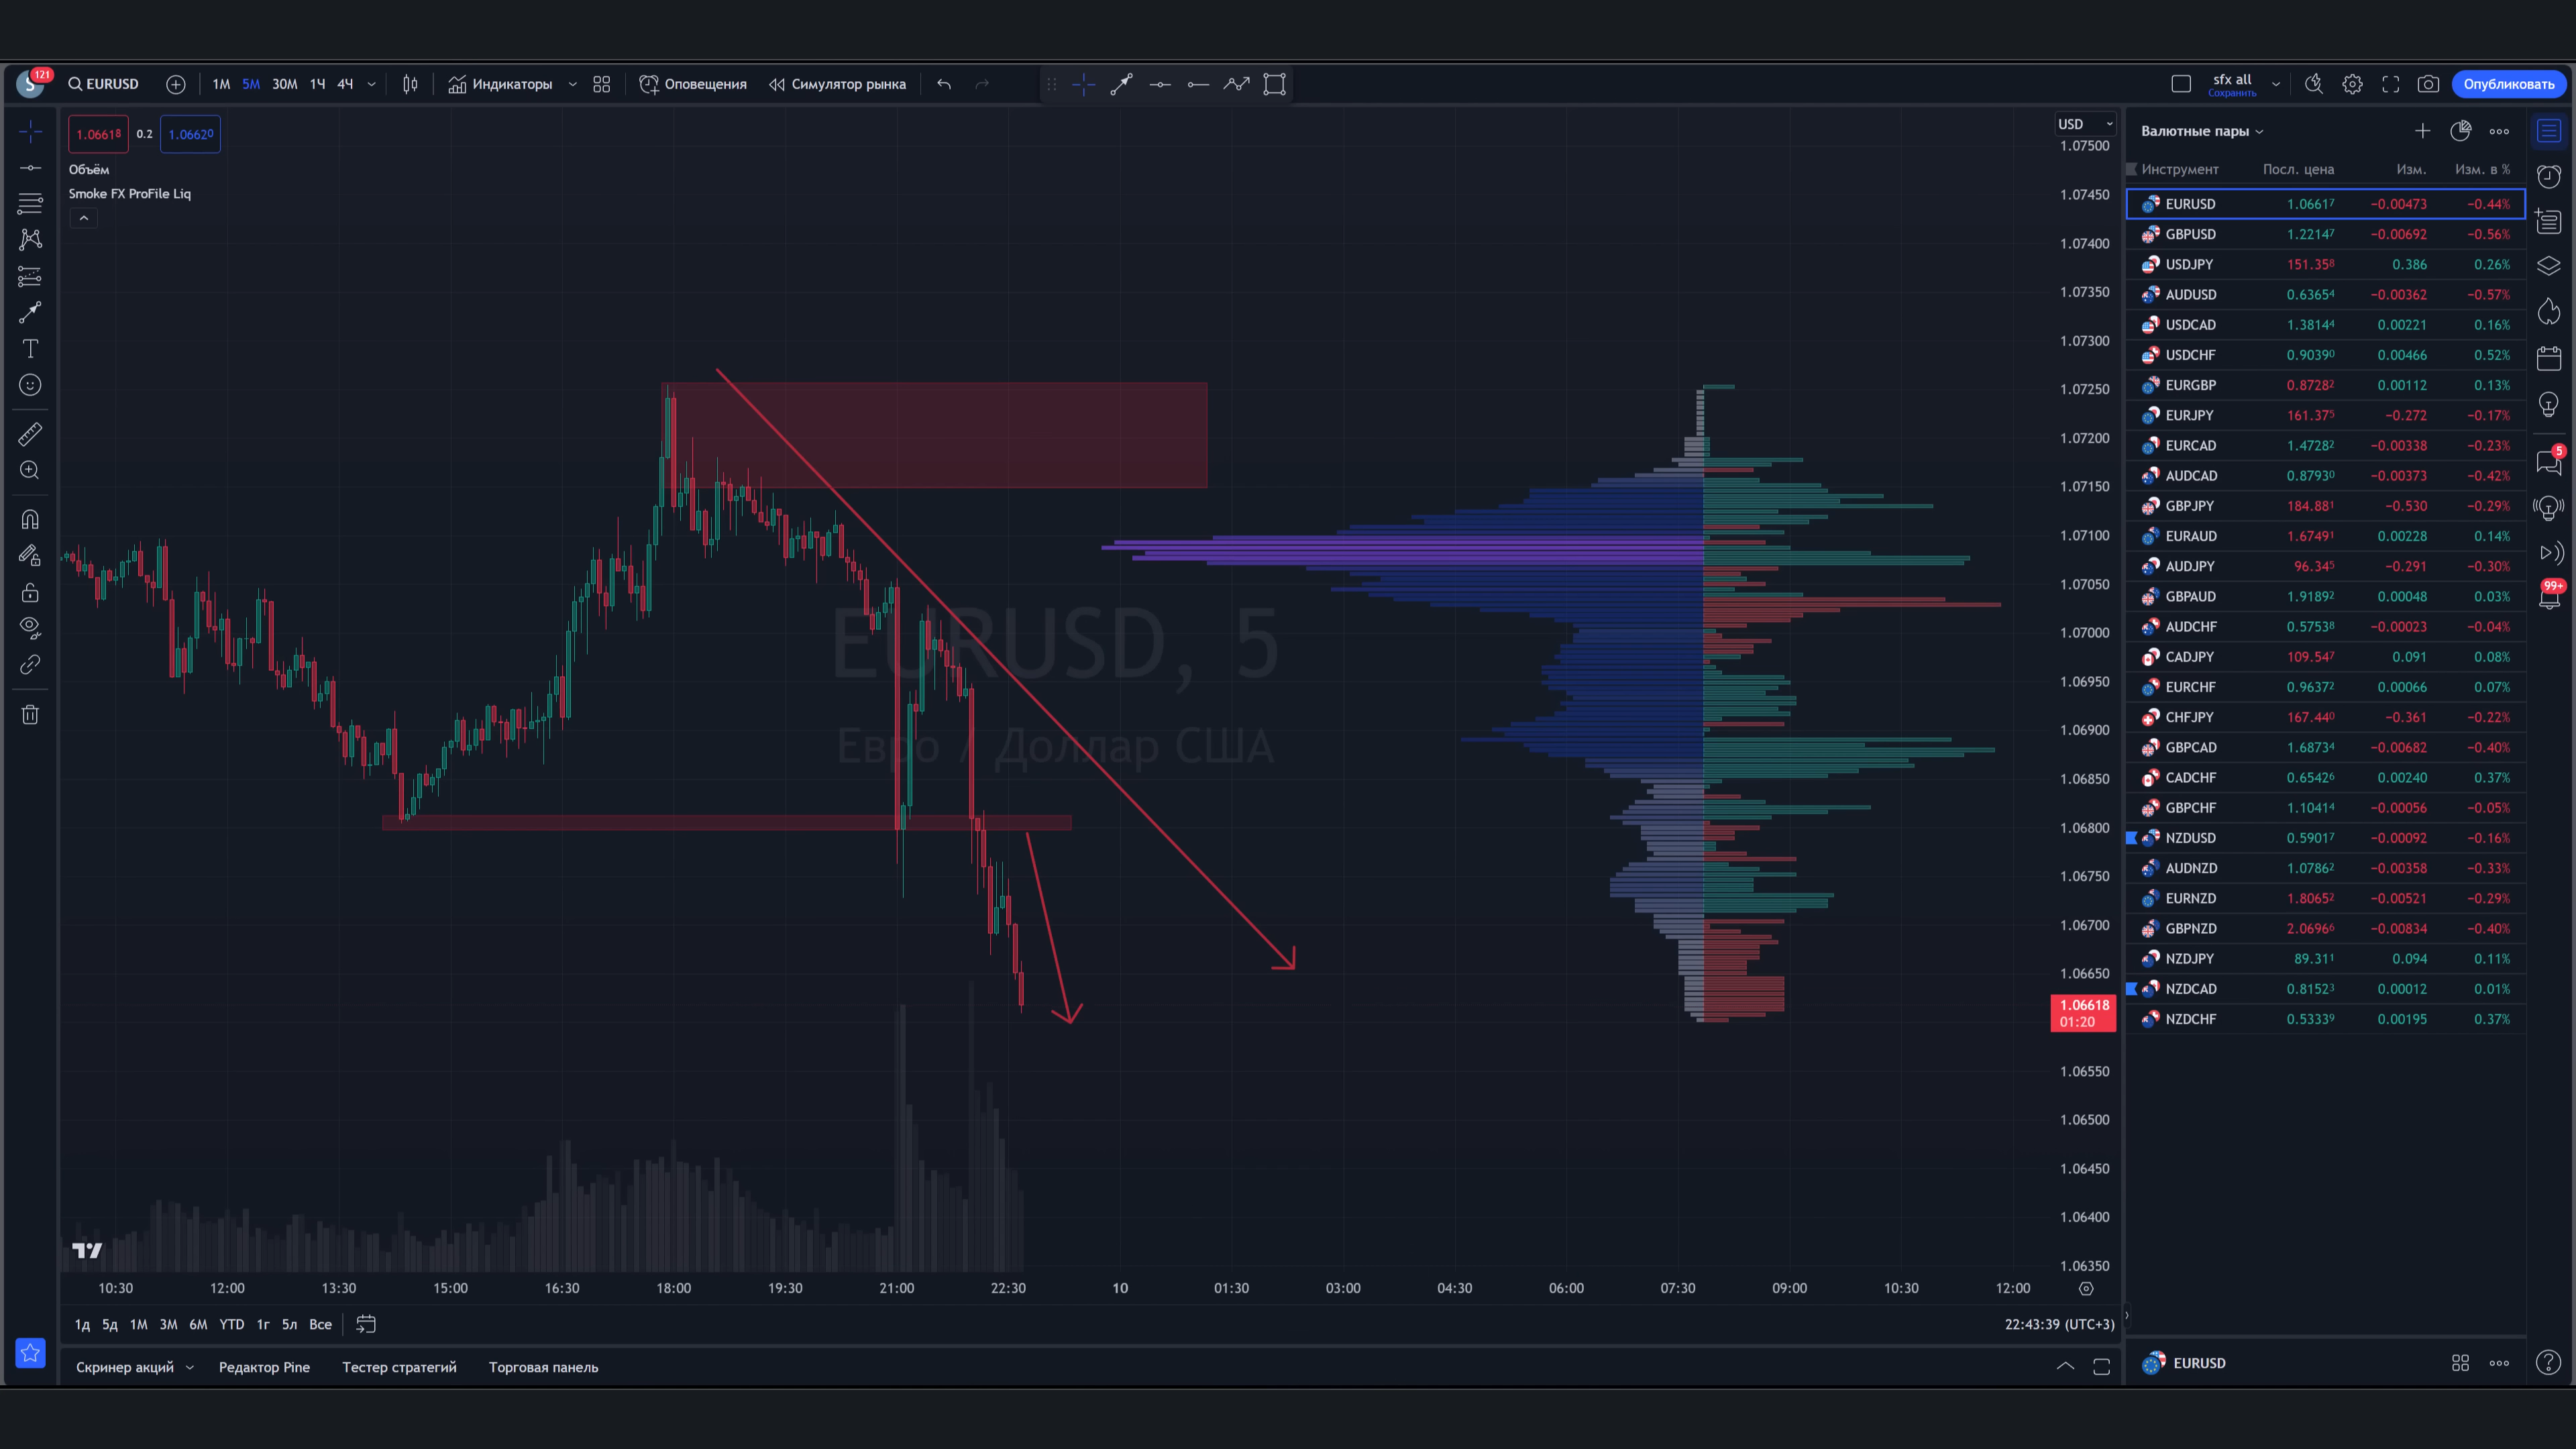 S 121 EURUSD 1М 5М 30М 1Ч 4Ч Индикаторы Оповещения Симулятор рынка sfx all Сохранить Опубликовать
1.06618 0.2 1.06620
Объём
Smoke FX ProFile Liq
EURUSD, 5
Евро / Доллар США
USD
1.07500
1.07450
1.07400
1.07350
1.07300
1.07250
1.07200
1.07150
1.07100
1.07050
1.07000
1.06950
1.06900
1.06850
1.06800
1.06750
1.06700
1.06650
1.06618
01:20
1.06550
1.06500
1.06450
1.06400
1.06350
10:30 12:00 13:30 15:00 16:30 18:00 19:30 21:00 22:30 10 01:30 03:00 04:30 06:00 07:30 09:00 10:30 12:00
1д 5д 1М 3М 6М YTD 1г 5л Все 22:43:39 (UTC+3)
Скринер акций Редактор Pine Тестер стратегий Торговая панель
Валютные пары
Инструмент Посл. цена Изм. Изм. в %
EURUSD 1.06617 −0.00473 −0.44%
GBPUSD 1.22147 −0.00692 −0.56%
USDJPY 151.358 0.386 0.26%
AUDUSD 0.63654 −0.00362 −0.57%
USDCAD 1.38144 0.00221 0.16%
USDCHF 0.90390 0.00466 0.52%
EURGBP 0.87282 0.00112 0.13%
EURJPY 161.375 −0.272 −0.17%
EURCAD 1.47282 −0.00338 −0.23%
AUDCAD 0.87930 −0.00373 −0.42%
GBPJPY 184.881 −0.530 −0.29%
EURAUD 1.67491 0.00228 0.14%
AUDJPY 96.345 −0.291 −0.30%
GBPAUD 1.91892 0.00048 0.03%
AUDCHF 0.57538 −0.00023 −0.04%
CADJPY 109.547 0.091 0.08%
EURCHF 0.96372 0.00066 0.07%
CHFJPY 167.440 −0.361 −0.22%
GBPCAD 1.68734 −0.00682 −0.40%
CADCHF 0.65426 0.00240 0.37%
GBPCHF 1.10414 −0.00056 −0.05%
NZDUSD 0.59017 −0.00092 −0.16%
AUDNZD 1.07862 −0.00358 −0.33%
EURNZD 1.80652 −0.00521 −0.29%
GBPNZD 2.06966 −0.00834 −0.40%
NZDJPY 89.311 0.094 0.11%
NZDCAD 0.81523 0.00012 0.01%
NZDCHF 0.53339 0.00195 0.37%
EURUSD
5
99+